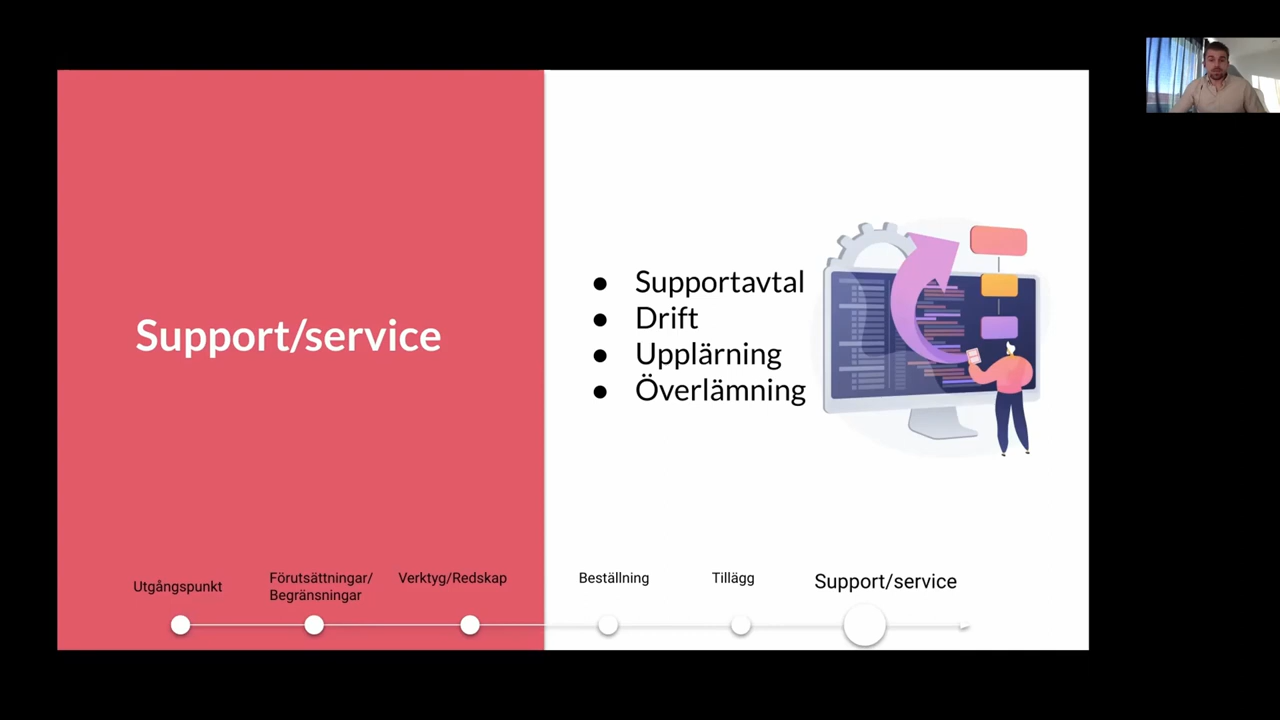 Support/service
Supportavtal
Drift
Upplärning
Överlämning
Utgångspunkt
Förutsättningar/
Begränsningar
Verktyg/Redskap
Beställning
Tillägg
Support/service